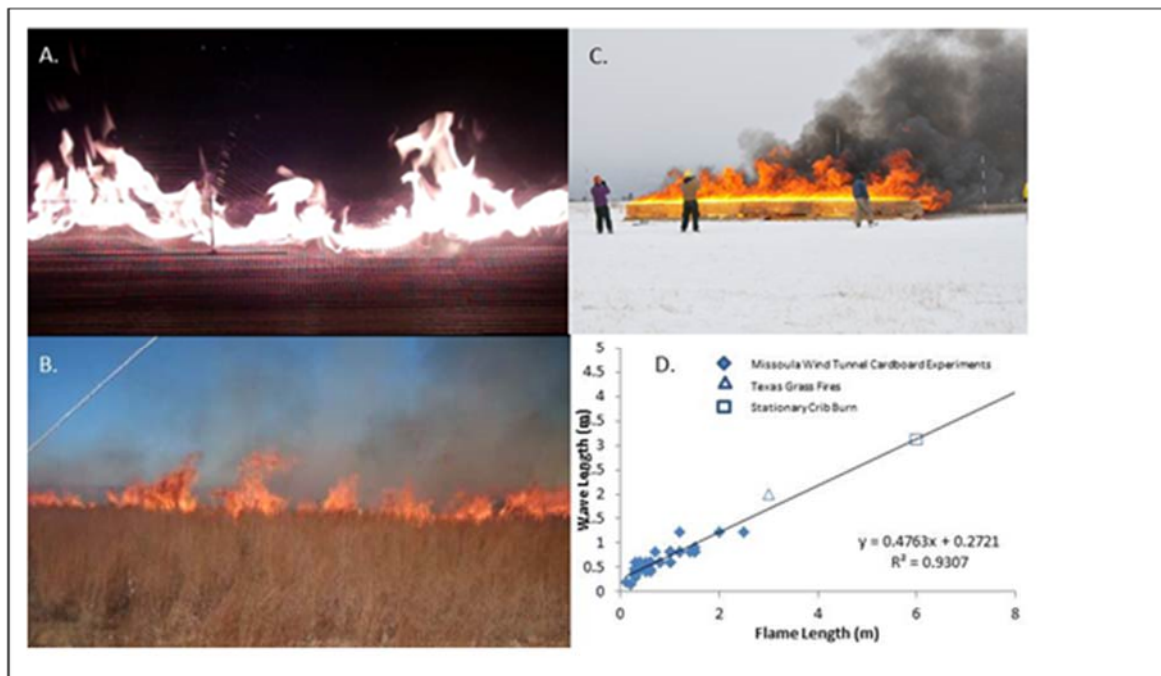 A.
C.
B.
D.
Missoula Wind Tunnel Cardboard Experiments
Texas Grass Fires
Stationary Crib Burn
5
4.5
4
3.5
3
2.5
2
1.5
1
0.5
0
Wave Length (m)
y = 0.4763x + 0.2721
R² = 0.9307
0 2 4 6 8
Flame Length (m)